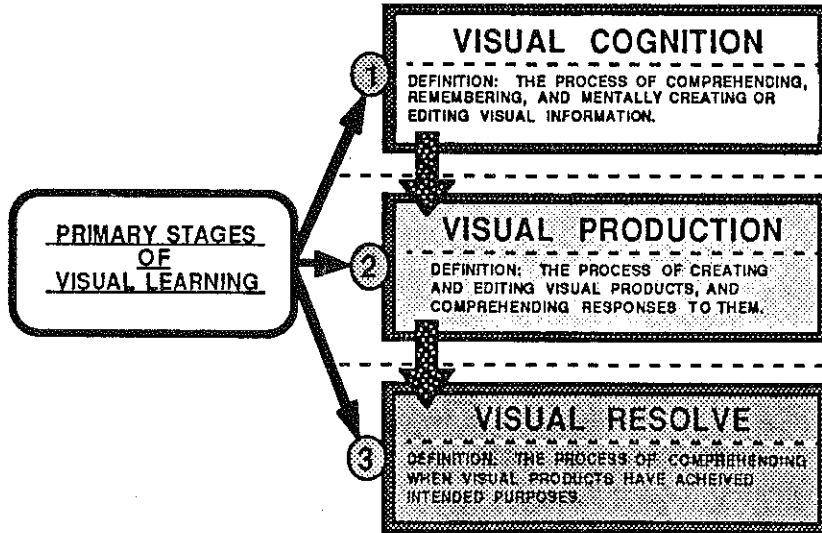 PRIMARY STAGES
OF
VISUAL LEARNING
1
VISUAL COGNITION
DEFINITION: THE PROCESS OF COMPREHENDING,
REMEMBERING, AND MENTALLY CREATING OR
EDITING VISUAL INFORMATION.
2
VISUAL PRODUCTION
DEFINITION: THE PROCESS OF CREATING
AND EDITING VISUAL PRODUCTS, AND
COMPREHENDING RESPONSES TO THEM.
3
VISUAL RESOLVE
DEFINITION: THE PROCESS OF COMPREHENDING
WHEN VISUAL PRODUCTS HAVE ACHEIVED
INTENDED PURPOSES.